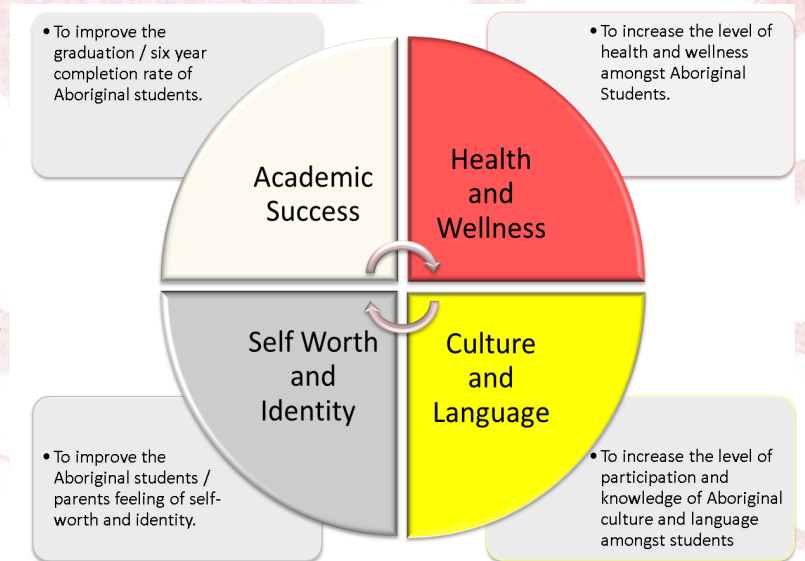 • To improve the
graduation / six year
completion rate of
Aboriginal students.
• To increase the level of
health and wellness
amongst Aboriginal
Students.
Academic
Success
Health
and
Wellness
Self Worth
and
Identity
Culture
and
Language
• To improve the
Aboriginal students /
parents feeling of self-
worth and identity.
• To increase the level of
participation and
knowledge of Aboriginal
culture and language
amongst students